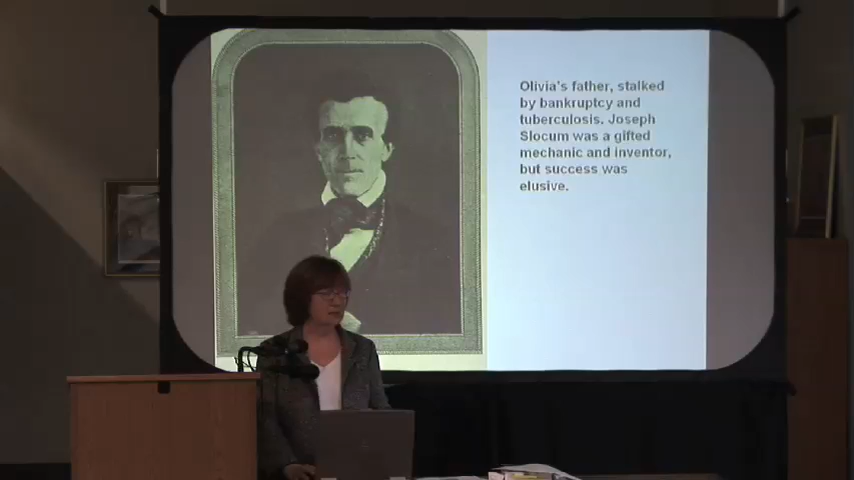 Olivia's father, stalked
by bankruptcy and
tuberculosis. Joseph
Slocum was a gifted
mechanic and inventor,
but success was
elusive.